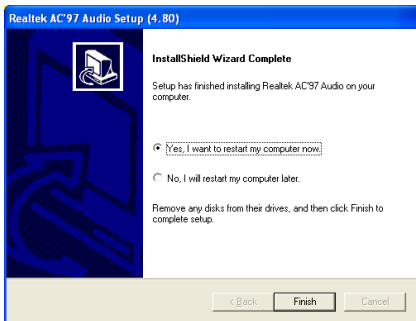 Realtek AC'97 Audio Setup (4.80)
InstallShield Wizard Complete
Setup has finished installing Realtek AC'97 Audio on your
computer.
Yes, I want to restart my computer now.
No, I will restart my computer later.
Remove any disks from their drives, and then click Finish to
complete setup.
< Back Finish Cancel